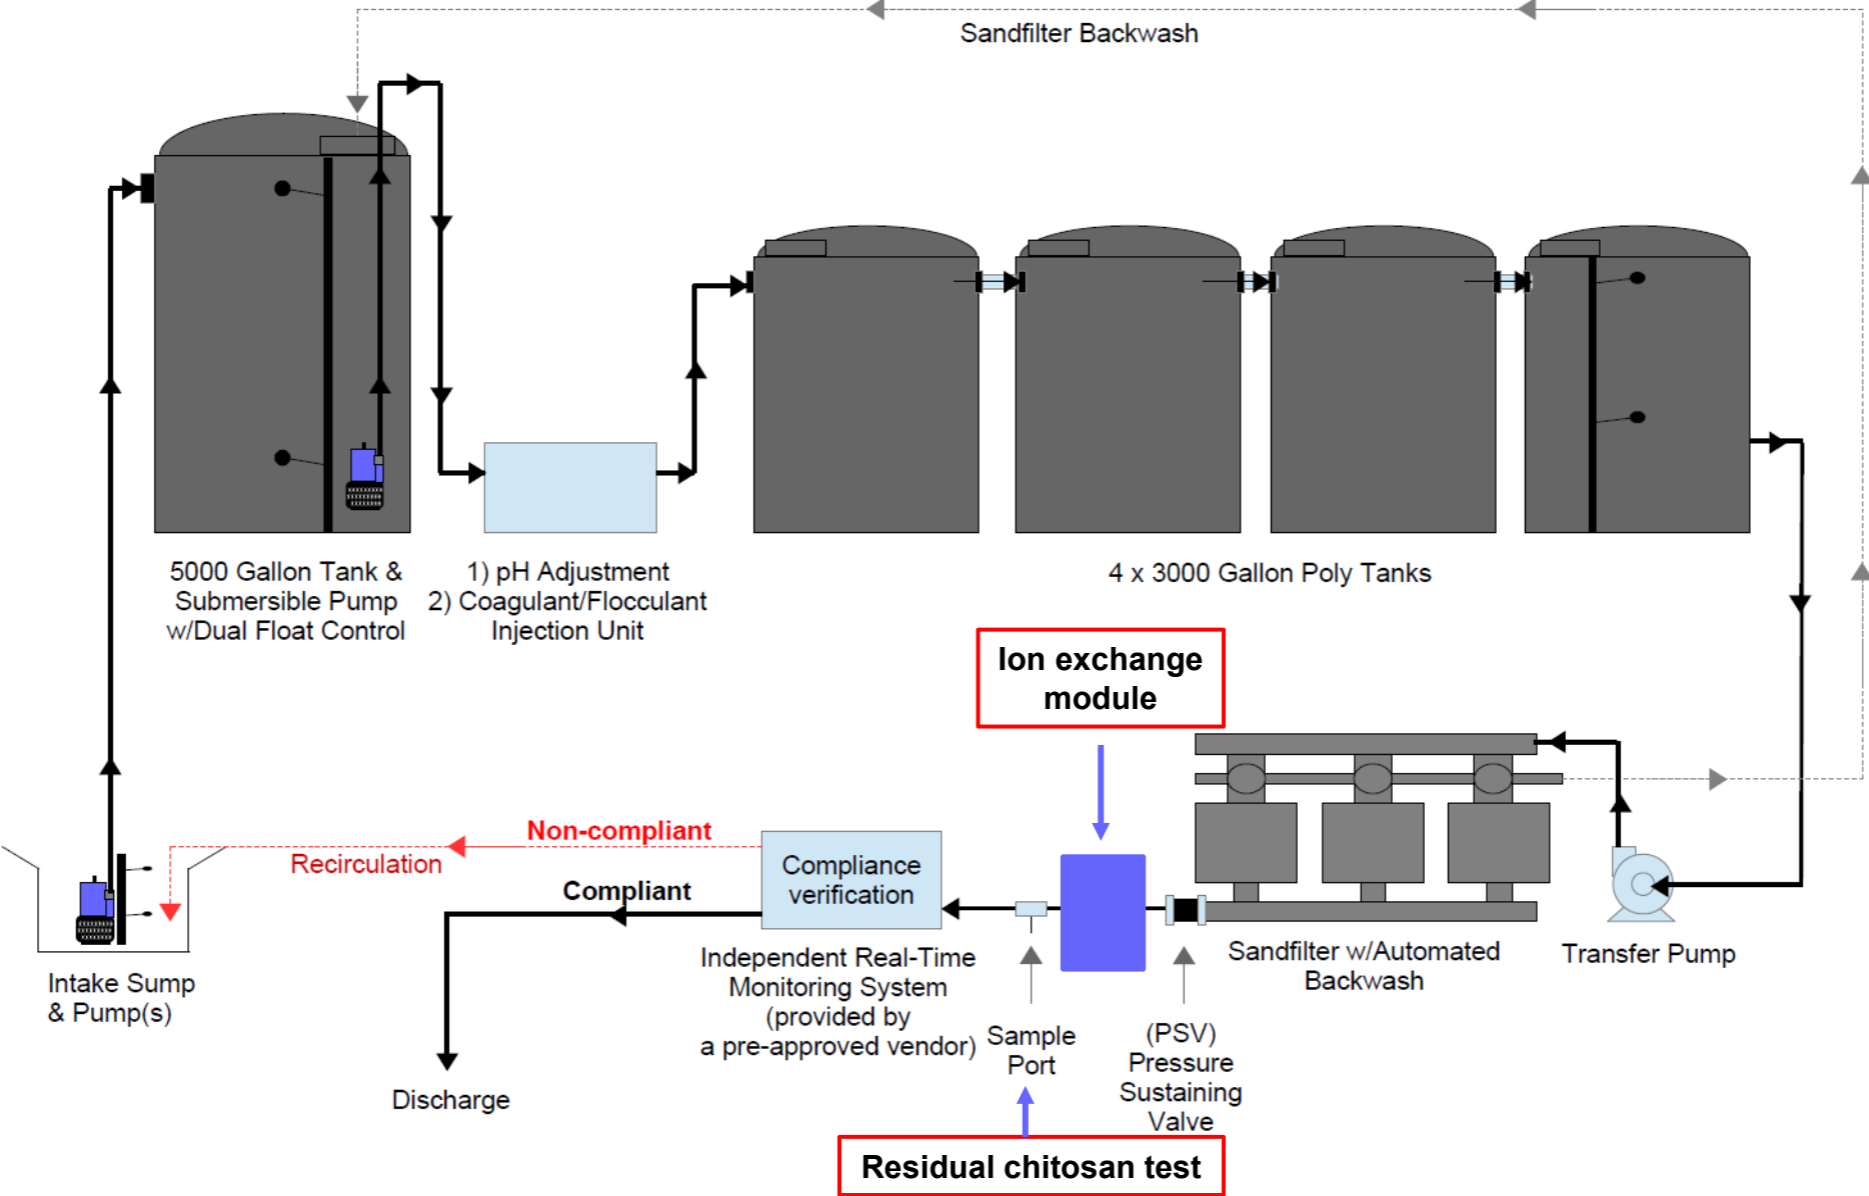 Sandfilter Backwash
5000 Gallon Tank &
Submersible Pump
w/Dual Float Control
1) pH Adjustment
2) Coagulant/Flocculant
Injection Unit
4 x 3000 Gallon Poly Tanks
Ion exchange
module
Non-compliant
Recirculation
Compliant
Compliance
verification
Intake Sump
& Pump(s)
Independent Real-Time
Monitoring System
(provided by
a pre-approved vendor)
Sample
Port
(PSV)
Pressure
Sustaining
Valve
Sandfilter w/Automated
Backwash
Transfer Pump
Discharge
Residual chitosan test